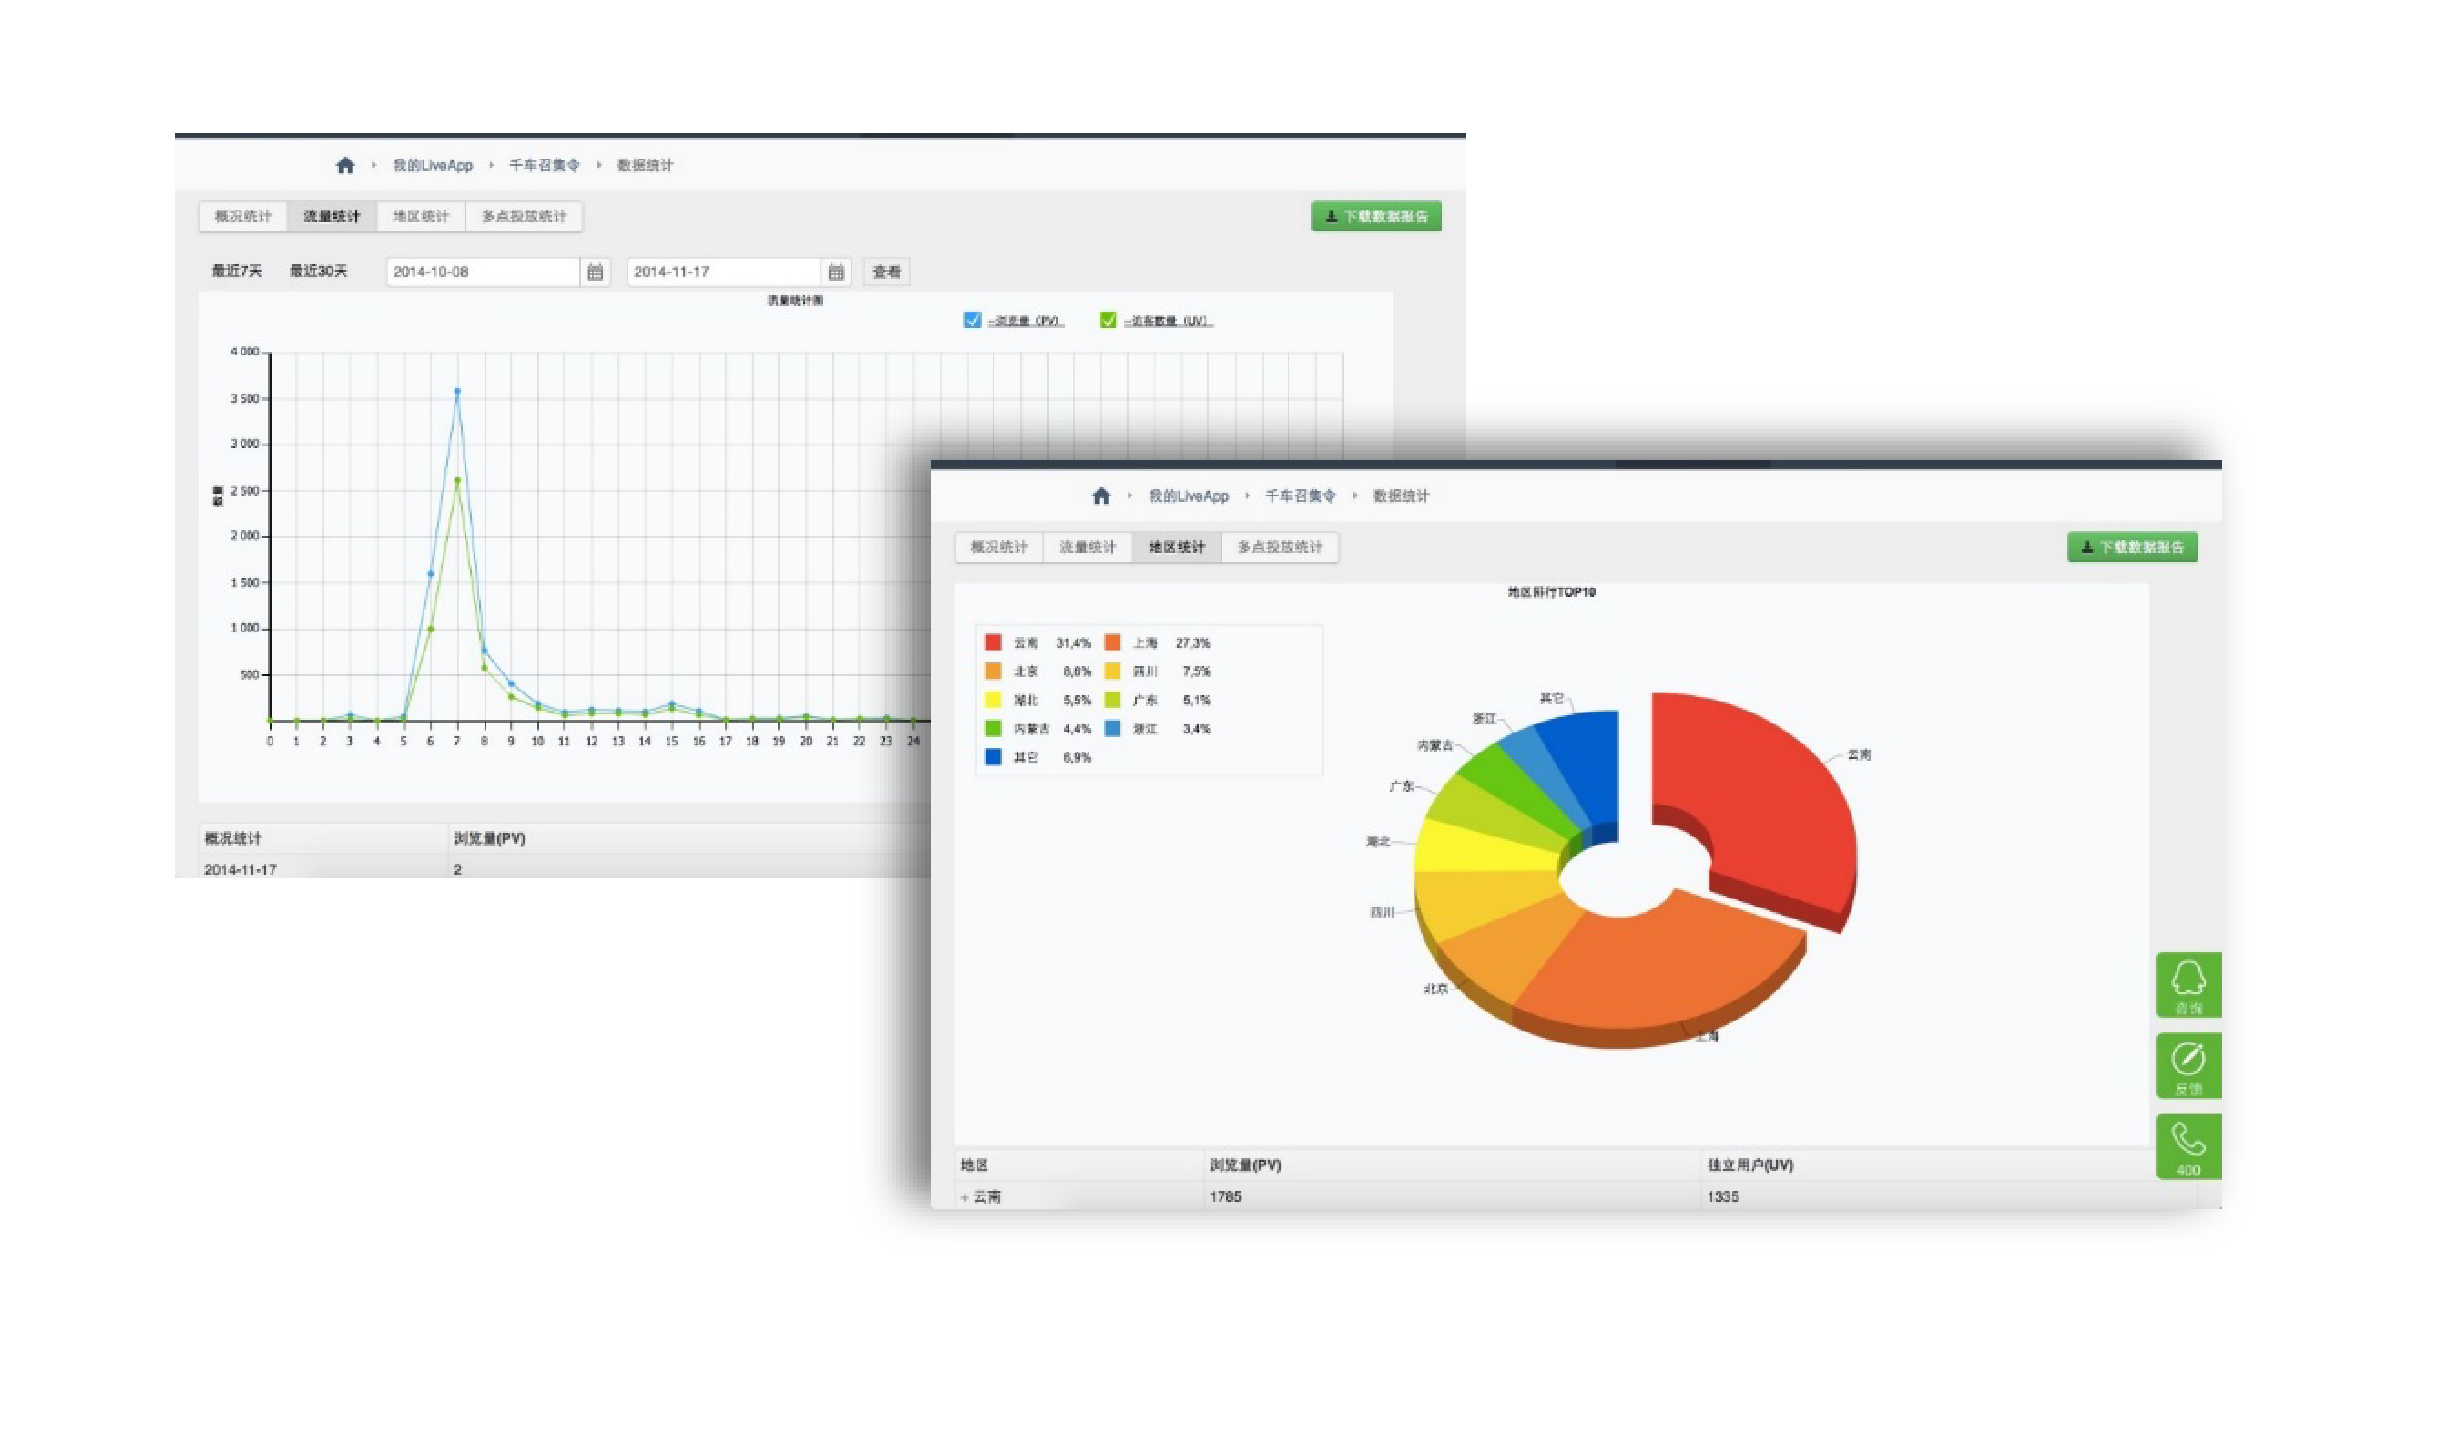 我的LiveApp 千车召集令 数据统计
概况统计 流量统计 地区统计 多点投放统计 下载数据报告
最近7天 最近30天 2014-10-08 2014-11-17 查看
流量统计图
--浏览量 (PV) --访客数量 (UV)
4 000
3 500
3 000
数量 2 500
2 000
1 500
1 000
500
0 1 2 3 4 5 6 7 8 9 10 11 12 13 14 15 16 17 18 19 20 21 22 23 24
概况统计 浏览量(PV)
2014-11-17 2
我的LiveApp 千车召集令 数据统计
概况统计 流量统计 地区统计 多点投放统计 下载数据报告
地区排行TOP10
云南 31,4% 上海 27,3%
北京 四川 7,5%
湖北 5,5% 广东 5,1%
内蒙古 4,4% 浙江 3,4%
其它 6,9%
其它
浙江
内蒙古
云南
广东
湖北
四川
北京
上海
咨询
反馈
400
地区 浏览量(PV) 独立用户(UV)
+ 云南 1785 1335